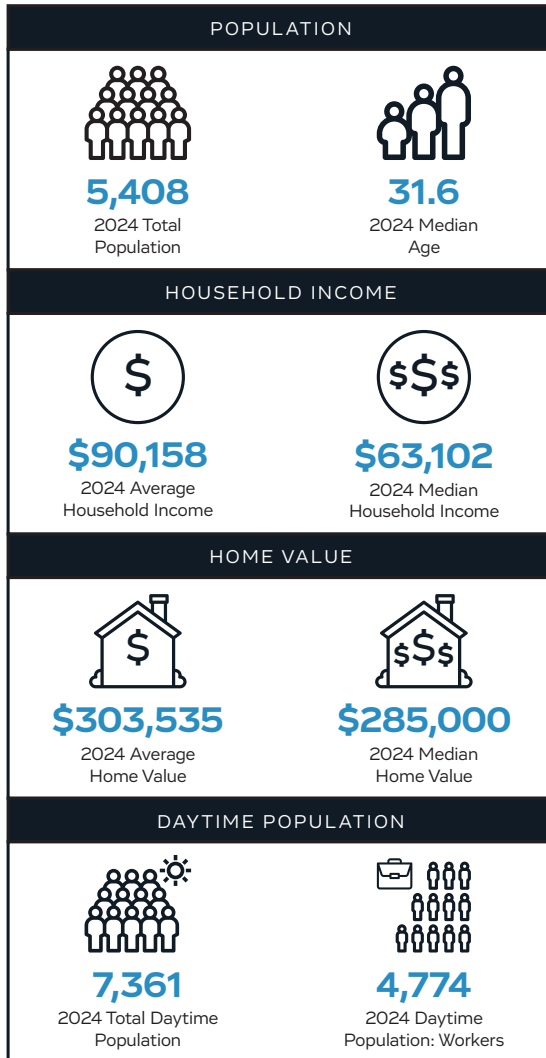 POPULATION
5,408
2024 Total
Population
31.6
2024 Median
Age
HOUSEHOLD INCOME
$
$90,158
2024 Average
Household Income
$$$
$63,102
2024 Median
Household Income
HOME VALUE
$
$303,535
2024 Average
Home Value
$$$
$285,000
2024 Median
Home Value
DAYTIME POPULATION
7,361
2024 Total Daytime
Population
4,774
2024 Daytime
Population: Workers